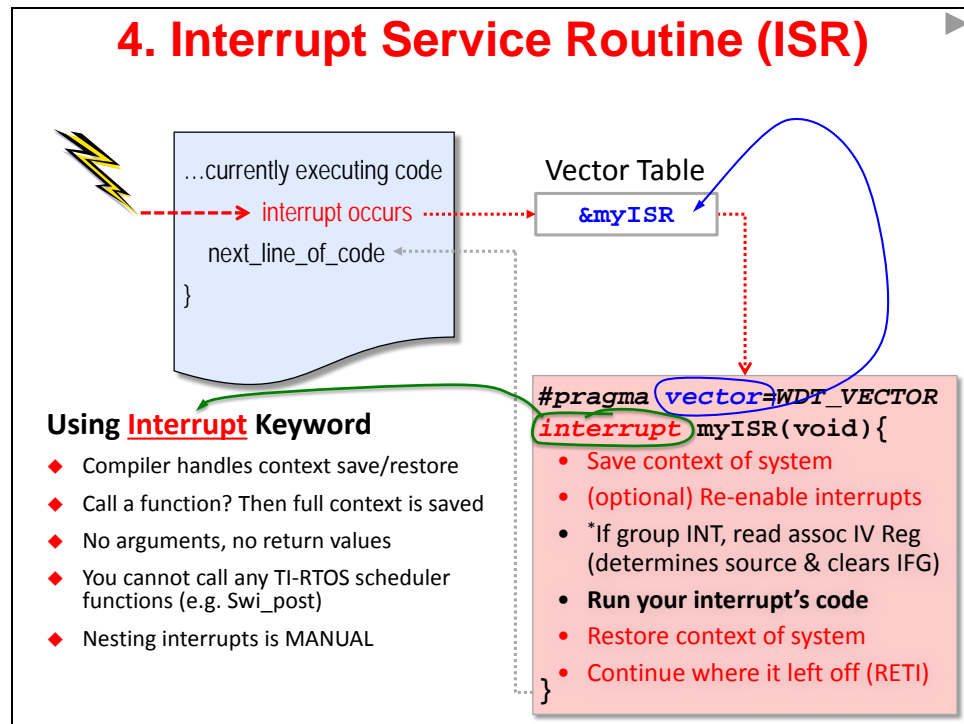 4. Interrupt Service Routine (ISR)
…currently executing code
interrupt occurs
next_line_of_code
}
Vector Table
&myISR
Using Interrupt Keyword
Compiler handles context save/restore
Call a function? Then full context is saved
No arguments, no return values
You cannot call any TI-RTOS scheduler
functions (e.g. Swi_post)
Nesting interrupts is MANUAL
#pragma vector=WDT_VECTOR
interrupt myISR(void){
• Save context of system
• (optional) Re-enable interrupts
• *If group INT, read assoc IV Reg
(determines source & clears IFG)
• Run your interrupt’s code
• Restore context of system
• Continue where it left off (RETI)
}